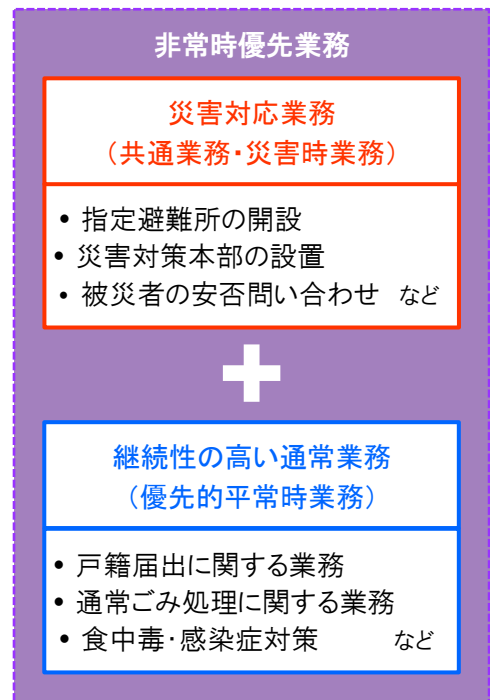 非常時優先業務
災害対応業務
(共通業務・災害時業務)
• 指定避難所の開設
• 災害対策本部の設置
• 被災者の安否問い合わせ など
継続性の高い通常業務
(優先的平常時業務)
• 戸籍届出に関する業務
• 通常ごみ処理に関する業務
• 食中毒・感染症対策 など